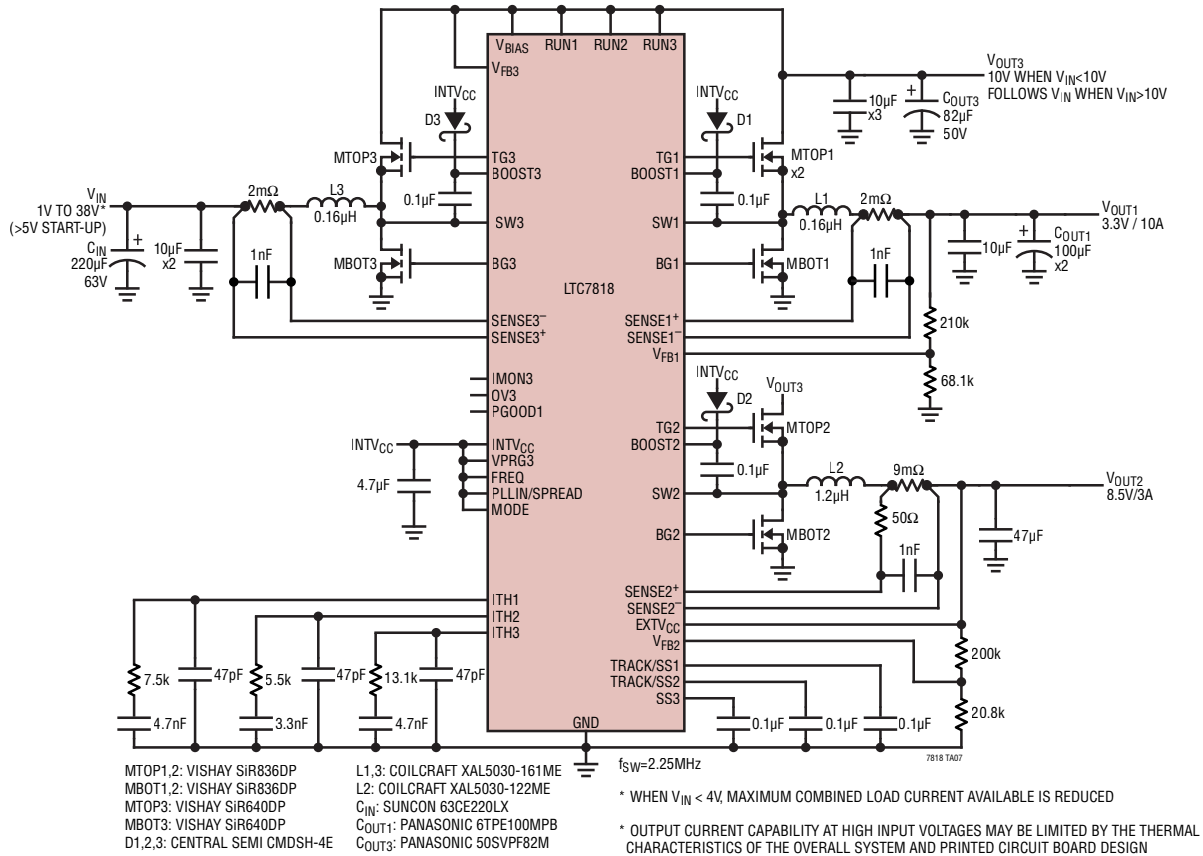 VBIAS RUN1 RUN2 RUN3
VFB3
INTVCC
D3
MTOP3
TG3
BOOST3
0.1µF
VIN
1V TO 38V*
(>5V START-UP)
2mΩ
L3
0.16µH
SW3
CIN
220µF
63V
10µF
x2
1nF
MBOT3
BG3
SENSE3–
SENSE3+
LTC7818
VOUT3
10V WHEN VIN<10V
FOLLOWS VIN WHEN VIN>10V
10µF
x3
COUT3
82µF
50V
INTVCC
D1
TG1
BOOST1
MTOP1
x2
0.1µF
SW1
L1
0.16µH
2mΩ
VOUT1
3.3V / 10A
BG1
MBOT1
1nF
10µF
COUT1
100µF
x2
SENSE1+
SENSE1–
VFB1
210k
68.1k
IMON3
OV3
PGOOD1
INTVCC
INTVCC
VPRG3
FREQ
PLLIN/SPREAD
MODE
4.7µF
INTVCC
D2
VOUT3
TG2
BOOST2
MTOP2
0.1µF
SW2
L2
1.2µH
9mΩ
VOUT2
8.5V/3A
50Ω
BG2
MBOT2
1nF
47µF
SENSE2+
SENSE2–
EXTVCC
VFB2
200k
20.8k
ITH1
ITH2
ITH3
7.5k
47pF
4.7nF
5.5k
47pF
3.3nF
13.1k
47pF
4.7nF
TRACK/SS1
TRACK/SS2
SS3
0.1µF
0.1µF
0.1µF
GND
fSW=2.25MHz
7818 TA07
MTOP1,2: VISHAY SiR836DP
MBOT1,2: VISHAY SiR836DP
MTOP3: VISHAY SiR640DP
MBOT3: VISHAY SiR640DP
D1,2,3: CENTRAL SEMI CMDSH-4E
L1,3: COILCRAFT XAL5030-161ME
L2: COILCRAFT XAL5030-122ME
CIN: SUNCON 63CE220LX
COUT1: PANASONIC 6TPE100MPB
COUT3: PANASONIC 50SVPF82M
* WHEN VIN < 4V, MAXIMUM COMBINED LOAD CURRENT AVAILABLE IS REDUCED
* OUTPUT CURRENT CAPABILITY AT HIGH INPUT VOLTAGES MAY BE LIMITED BY THE THERMAL
CHARACTERISTICS OF THE OVERALL SYSTEM AND PRINTED CIRCUIT BOARD DESIGN